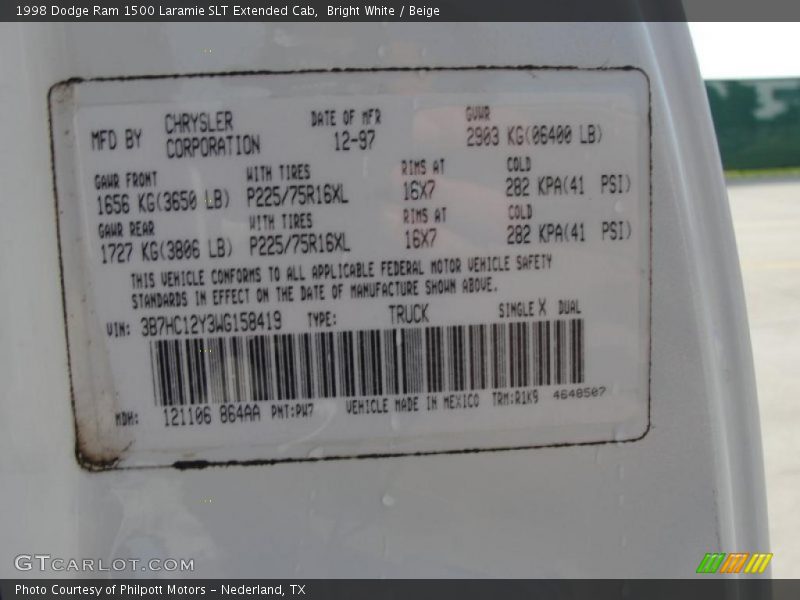 1998 Dodge Ram 1500 Laramie SLT Extended Cab, Bright White / Beige
MFD BY CHRYSLER CORPORATION DATE OF MFR 12-97 GVWR 2903 KG(06400 LB)
GAWR FRONT WITH TIRES RIMS AT COLD
1656 KG(3650 LB) P225/75R16XL 16X7 282 KPA(41 PSI)
GAWR REAR WITH TIRES RIMS AT COLD
1727 KG(3806 LB) P225/75R16XL 16X7 282 KPA(41 PSI)
THIS VEHICLE CONFORMS TO ALL APPLICABLE FEDERAL MOTOR VEHICLE SAFETY
STANDARDS IN EFFECT ON THE DATE OF MANUFACTURE SHOWN ABOVE.
VIN: 3B7HC12Y3WG158419 TYPE: TRUCK SINGLE X DUAL
MDH: 121106 864AA PNT:PW7 VEHICLE MADE IN MEXICO TRM:R1K9 4648507
GTCarLot.com
Photo Courtesy of Philpott Motors - Nederland, TX